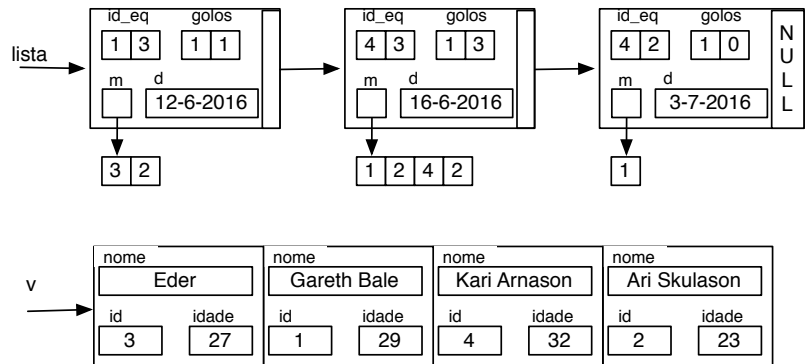 id_eq golos id_eq golos id_eq golos
1 3 1 1 4 3 1 3 4 2 1 0 NULL
lista
m d m d m d
12-6-2016 16-6-2016 3-7-2016
3 2 1 2 4 2 1
nome nome nome nome
Eder Gareth Bale Kari Arnason Ari Skulason
v
id idade id idade id idade id idade
3 27 1 29 4 32 2 23